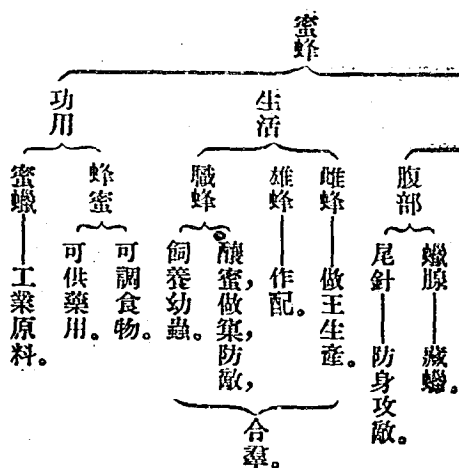 蜜蜂
腹部
蠟腺——藏蠟。
尾針——防身攻敵。
生活
雌蜂——做王生產。
雄蜂——作配。
職蜂
釀蜜，做巢，防敵，
飼養幼蟲。
合羣。
功用
蜂蜜
可調食物。
可供藥用。
蜜蠟——工業原料。